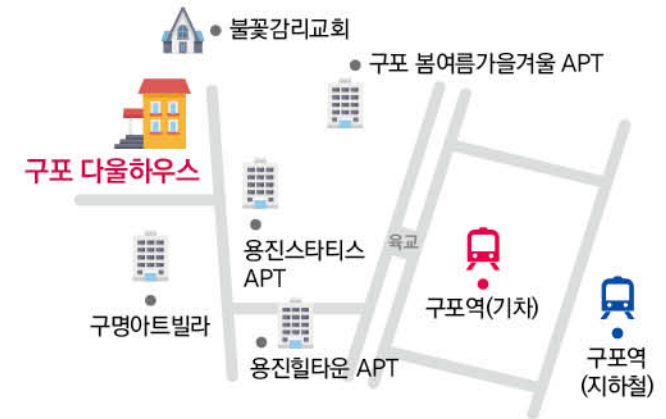 불꽃감리교회
구포 봄여름가을겨울 APT
구포 다울하우스
용진스타티스
APT
육교
구명아트빌라
구포역(기차)
용진힐타운 APT
구포역
(지하철)